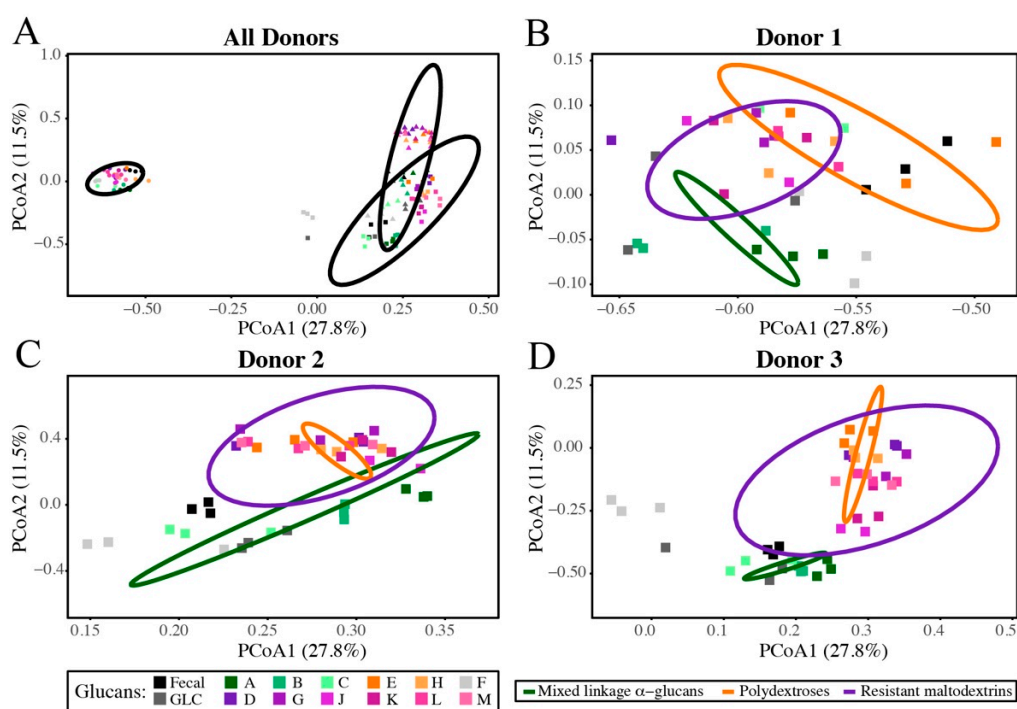 A
All Donors
1.0
0.5
0.0
−0.5
PCoA2 (11.5%)
−0.50 −0.25 0.00 0.25 0.50
PCoA1 (27.8%)
B
Donor 1
0.15
0.10
0.05
0.00
−0.05
−0.10
PCoA2 (11.5%)
−0.65 −0.60 −0.55 −0.50
PCoA1 (27.8%)
C
Donor 2
0.4
0.0
−0.4
PCoA2 (11.5%)
0.15 0.20 0.25 0.30 0.35
PCoA1 (27.8%)
D
Donor 3
0.25
0.00
−0.25
−0.50
PCoA2 (11.5%)
0.0 0.1 0.2 0.3 0.4 0.5
PCoA1 (27.8%)
Glucans:
Fecal A B C E H F
GLC D G J K L M
Mixed linkage α−glucans Polydextroses Resistant maltodextrins